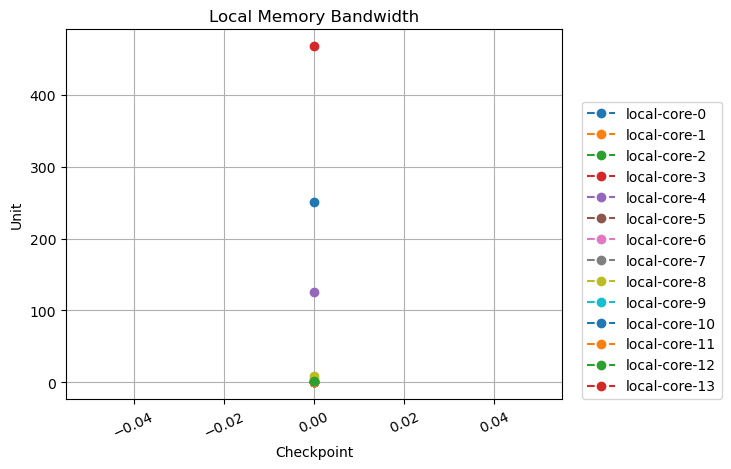 Local Memory Bandwidth
Unit
400
300
200
100
0
−0.04
−0.02
0.00
0.02
0.04
Checkpoint
local-core-0
local-core-1
local-core-2
local-core-3
local-core-4
local-core-5
local-core-6
local-core-7
local-core-8
local-core-9
local-core-10
local-core-11
local-core-12
local-core-13